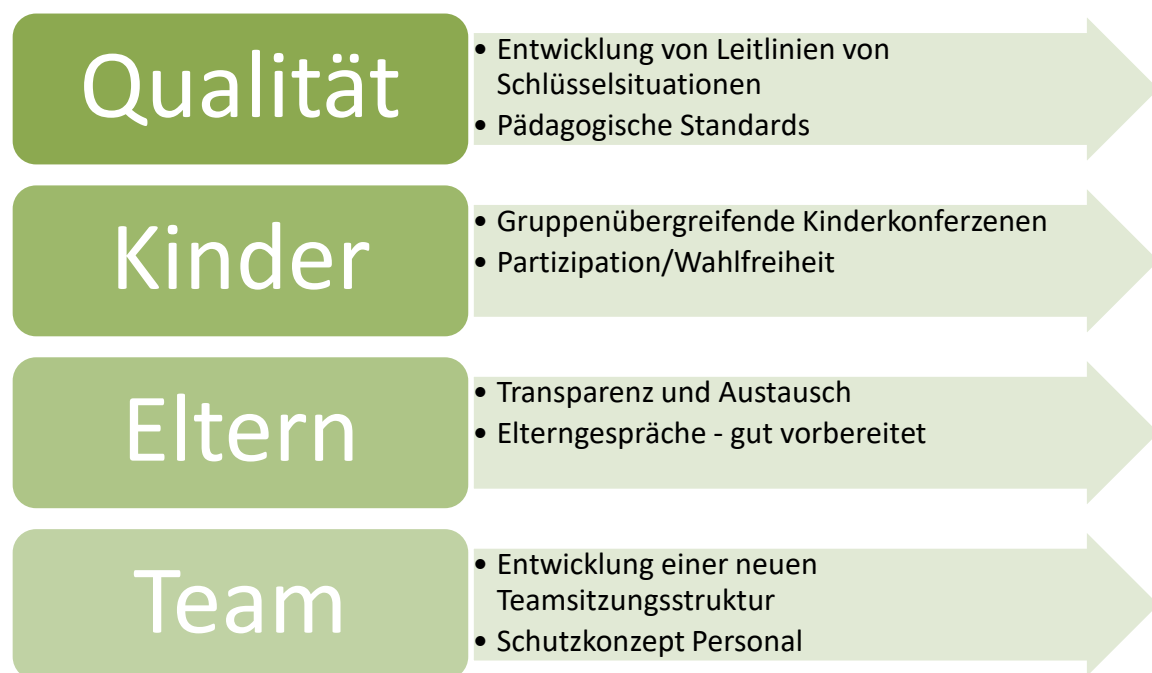 Qualität
• Entwicklung von Leitlinien von
Schlüsselsituationen
• Pädagogische Standards
Kinder
• Gruppenübergreifende Kinderkonferzenen
• Partizipation/Wahlfreiheit
Eltern
• Transparenz und Austausch
• Elterngespräche - gut vorbereitet
Team
• Entwicklung einer neuen
Teamsitzungsstruktur
• Schutzkonzept Personal